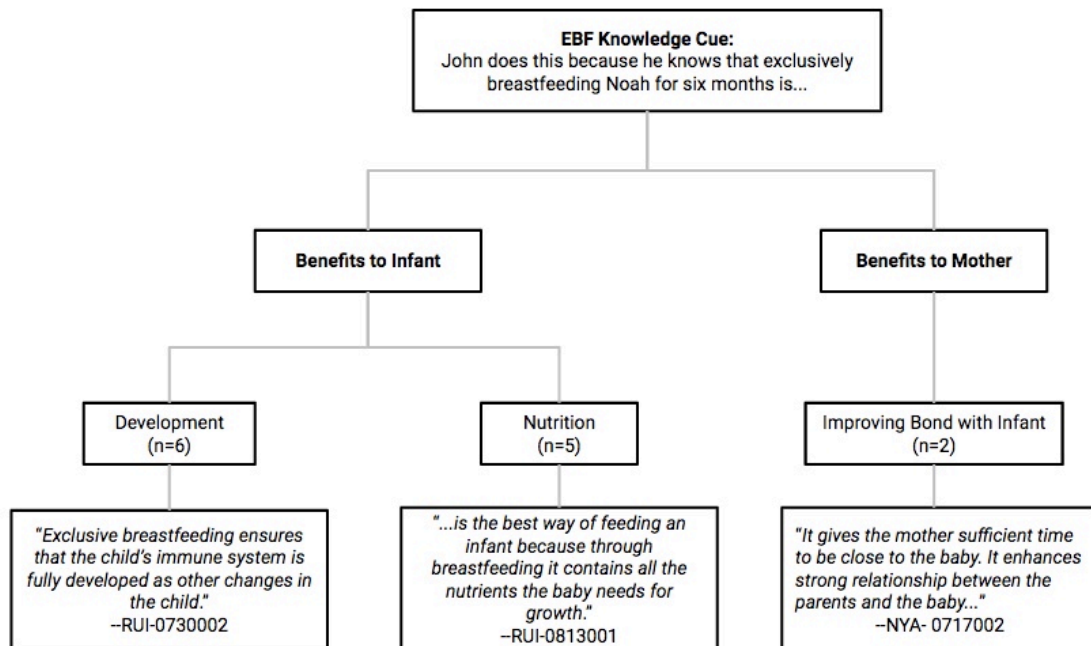 EBF Knowledge Cue:
John does this because he knows that exclusively
breastfeeding Noah for six months is...
Benefits to Infant
Benefits to Mother
Development
(n=6)
Nutrition
(n=5)
Improving Bond with Infant
(n=2)
"Exclusive breastfeeding ensures
that the child's immune system is
fully developed as other changes in
the child."
--RUI-0730002
"...is the best way of feeding an
infant because through
breastfeeding it contains all the
nutrients the baby needs for
growth."
--RUI-0813001
"It gives the mother sufficient time
to be close to the baby. It enhances
strong relationship between the
parents and the baby..."
--NYA- 0717002